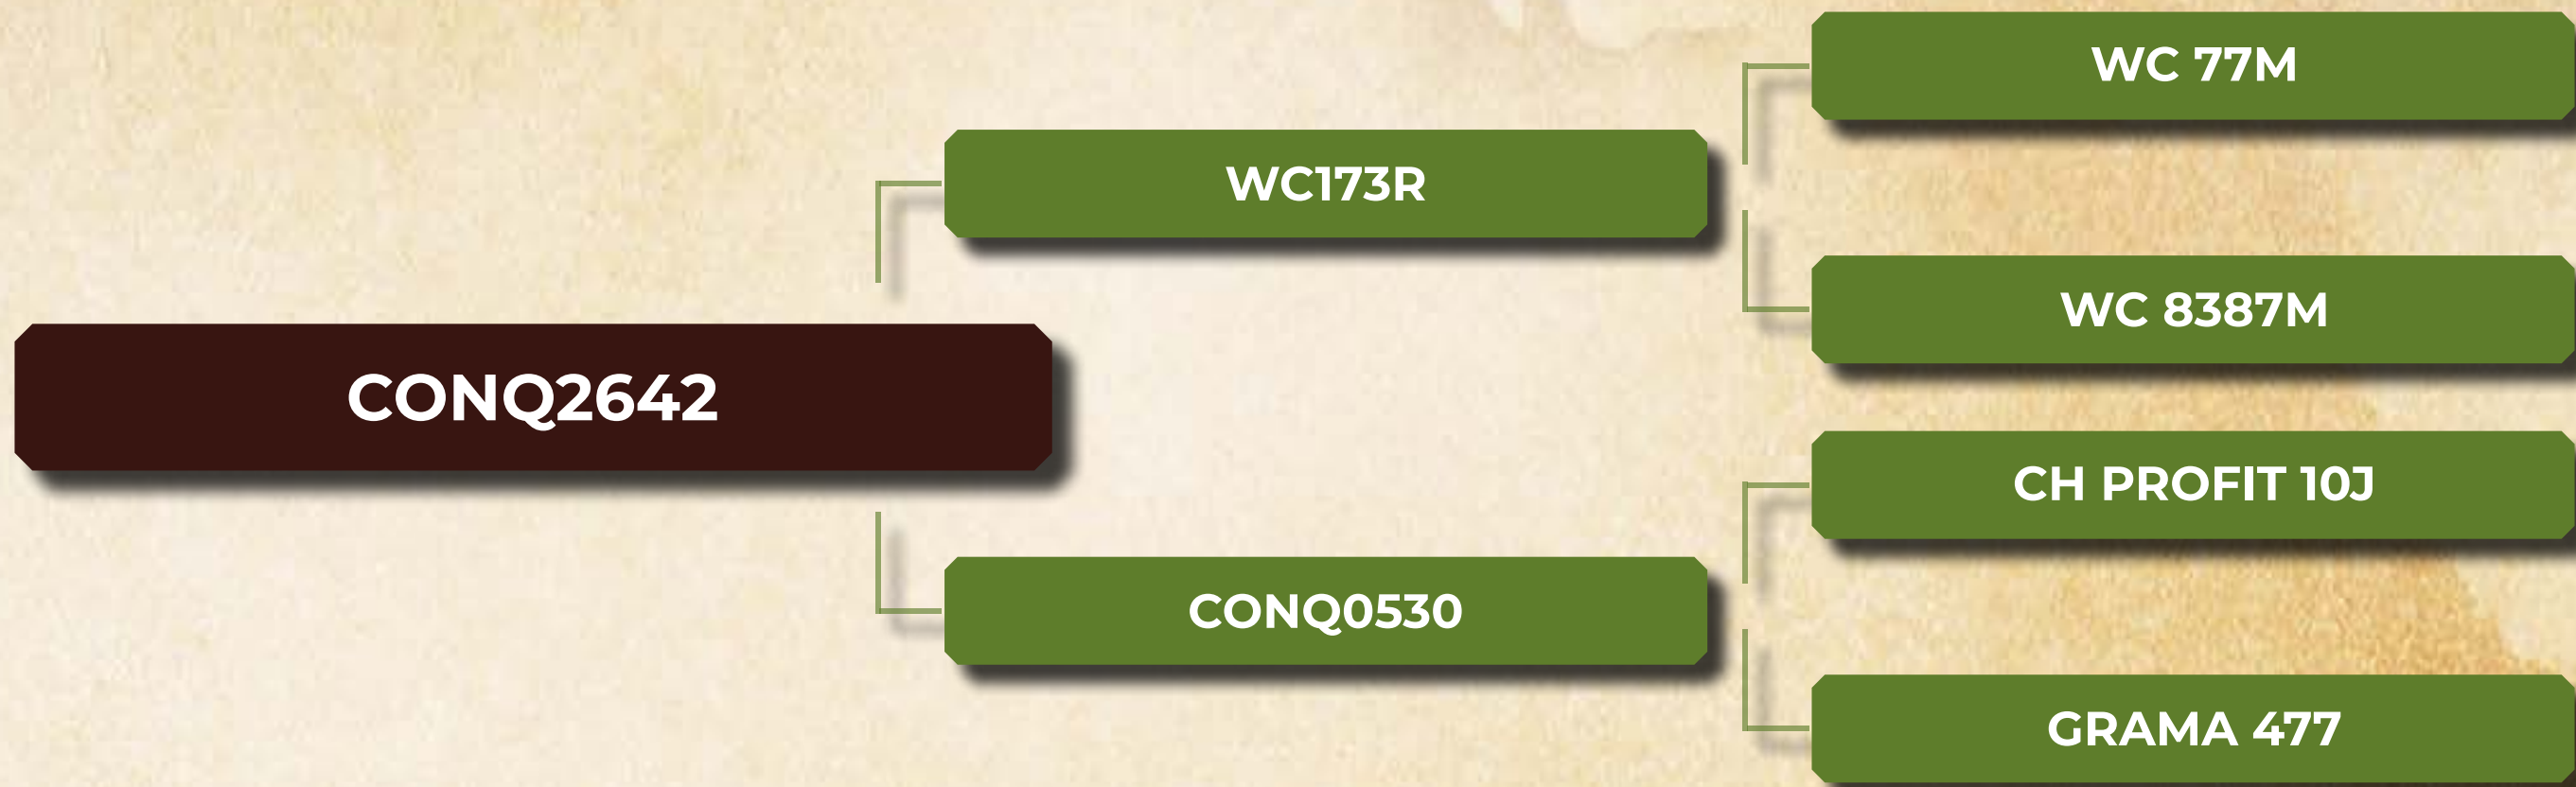 WC 77M
WC173R
WC 8387M
CONQ2642
CH PROFIT 10J
CONQ0530
GRAMA 477